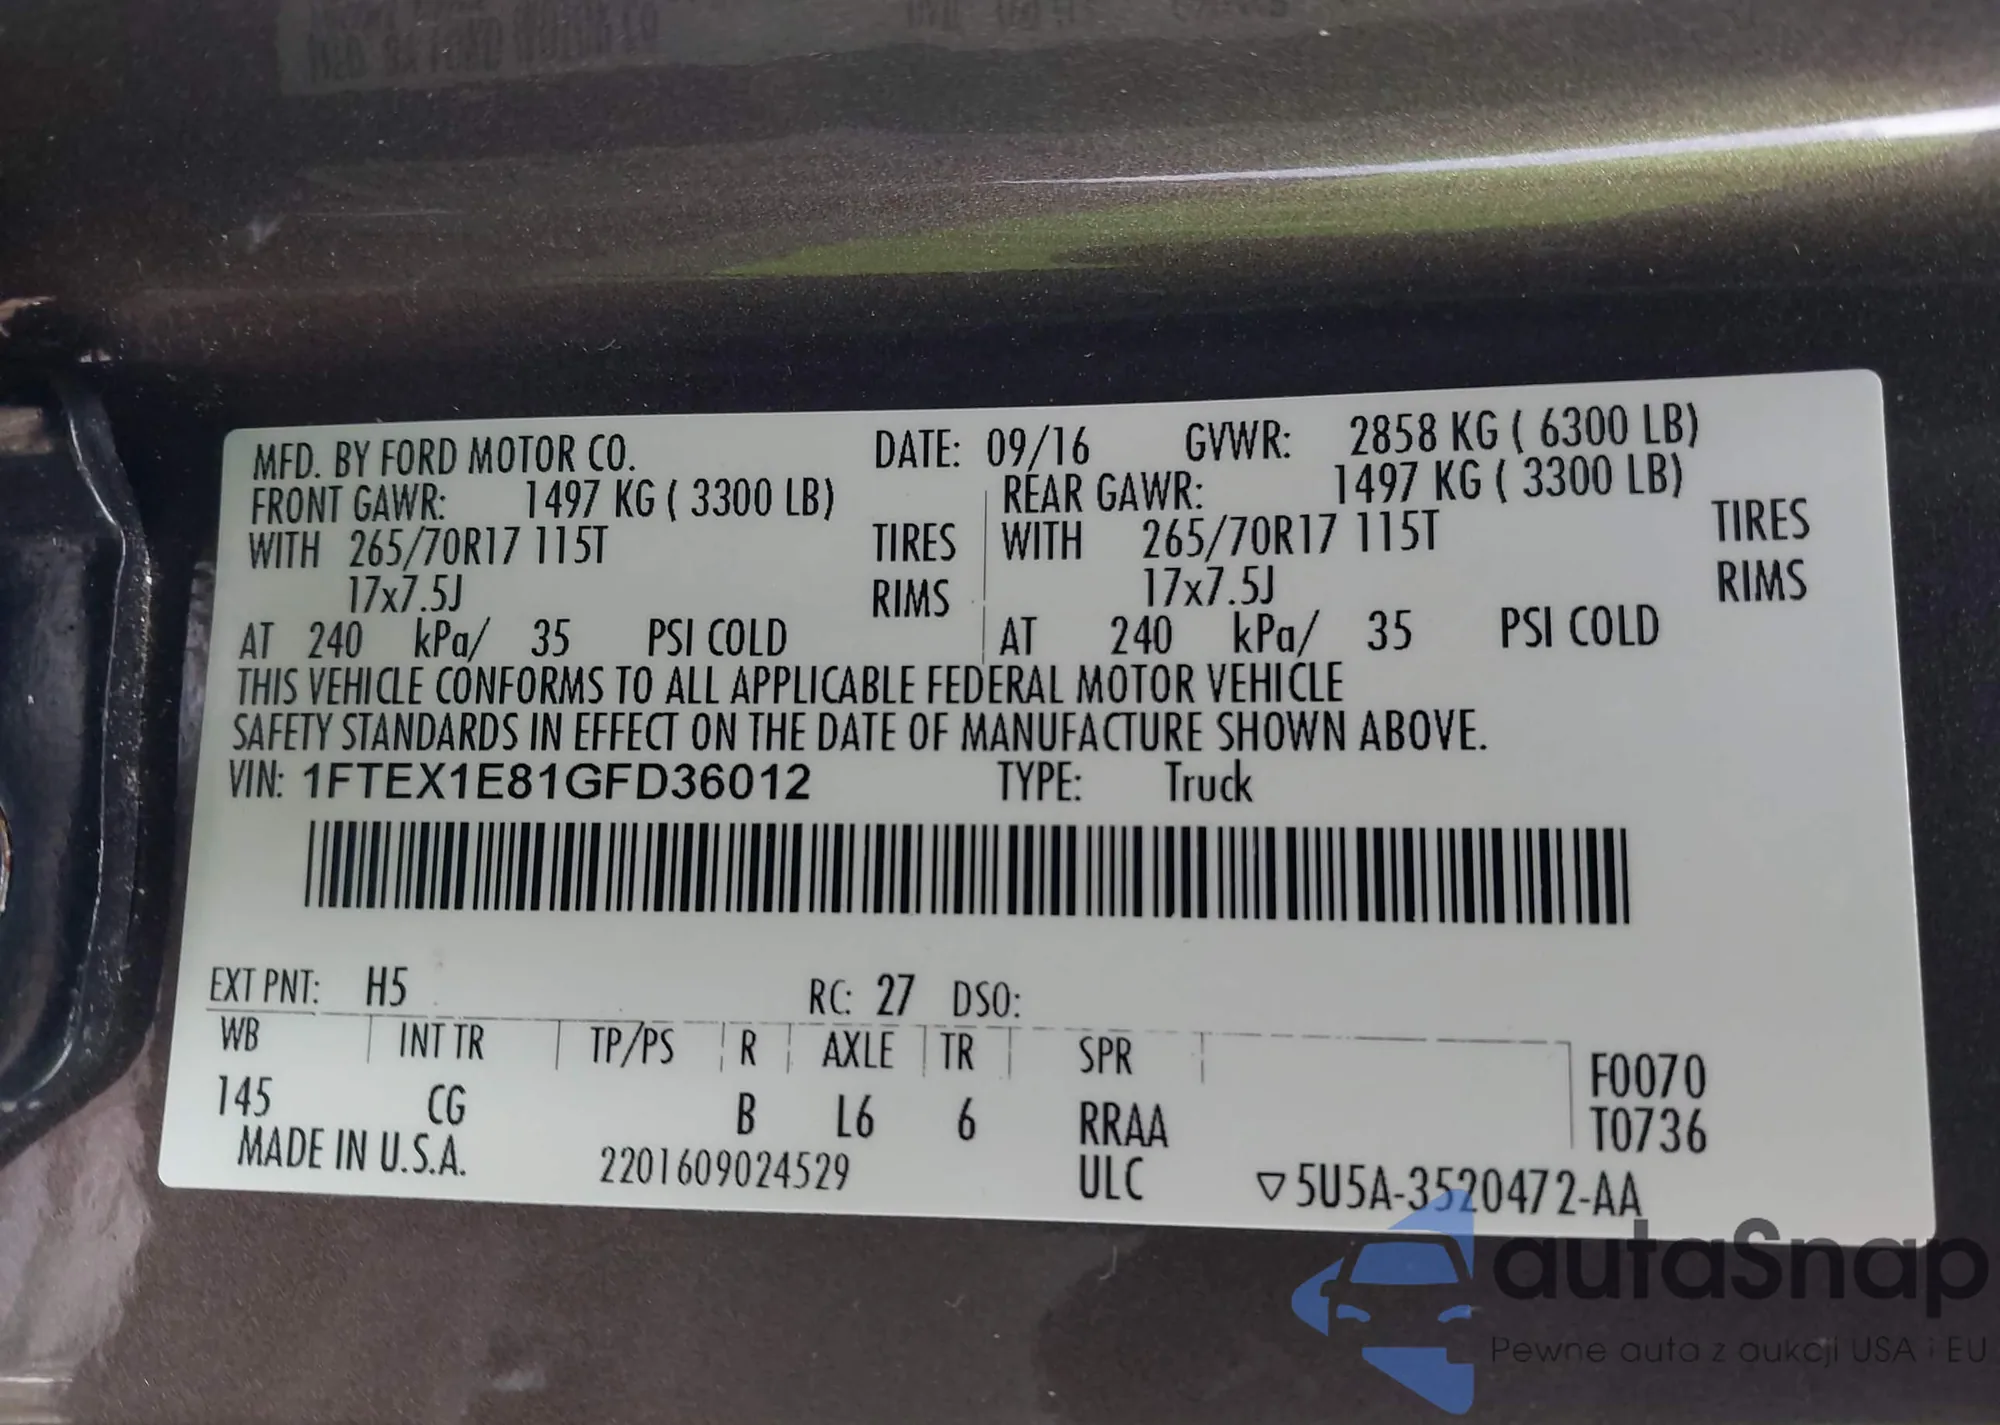 MFD. BY FORD MOTOR CO. DATE: 09/16 GVWR: 2858 KG ( 6300 LB)
FRONT GAWR: 1497 KG ( 3300 LB) REAR GAWR: 1497 KG ( 3300 LB)
WITH 265/70R17 115T TIRES WITH 265/70R17 115T TIRES
17x7.5J RIMS 17x7.5J RIMS
AT 240 kPa/ 35 PSI COLD AT 240 kPa/ 35 PSI COLD
THIS VEHICLE CONFORMS TO ALL APPLICABLE FEDERAL MOTOR VEHICLE
SAFETY STANDARDS IN EFFECT ON THE DATE OF MANUFACTURE SHOWN ABOVE.
VIN: 1FTEX1E81GFD36012 TYPE: Truck
EXT PNT: H5 RC: 27 DSO:
WB INT TR TP/PS R AXLE TR SPR F0070
145 CG B L6 6 RRAA T0736
MADE IN U.S.A. 2201609024529 ULC ▽5U5A-3520472-AA
autaSnap
Pewne auta z aukcji USA i EU